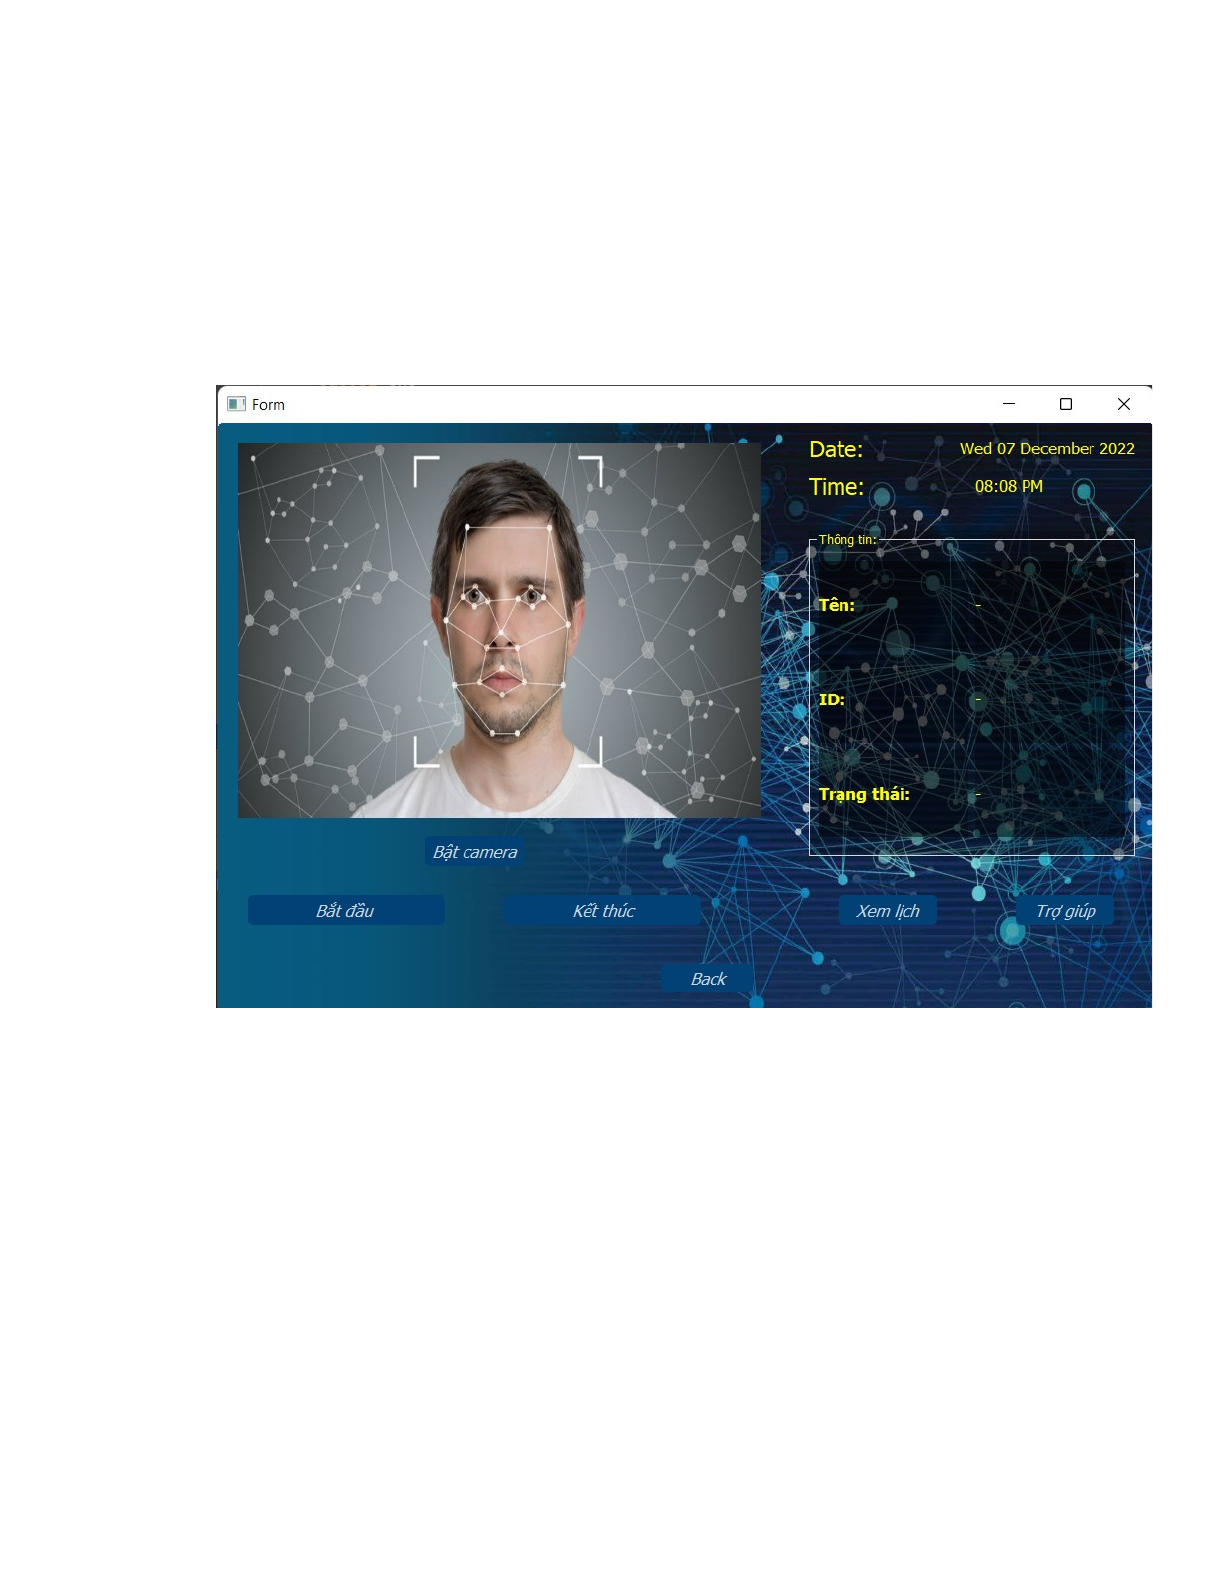 Form
Date: Wed 07 December 2022
Time: 08:08 PM
Thông tin:
Tên: -
ID: -
Trạng thái: -
Bật camera
Bắt đầu Kết thúc Xem lịch Trợ giúp
Back